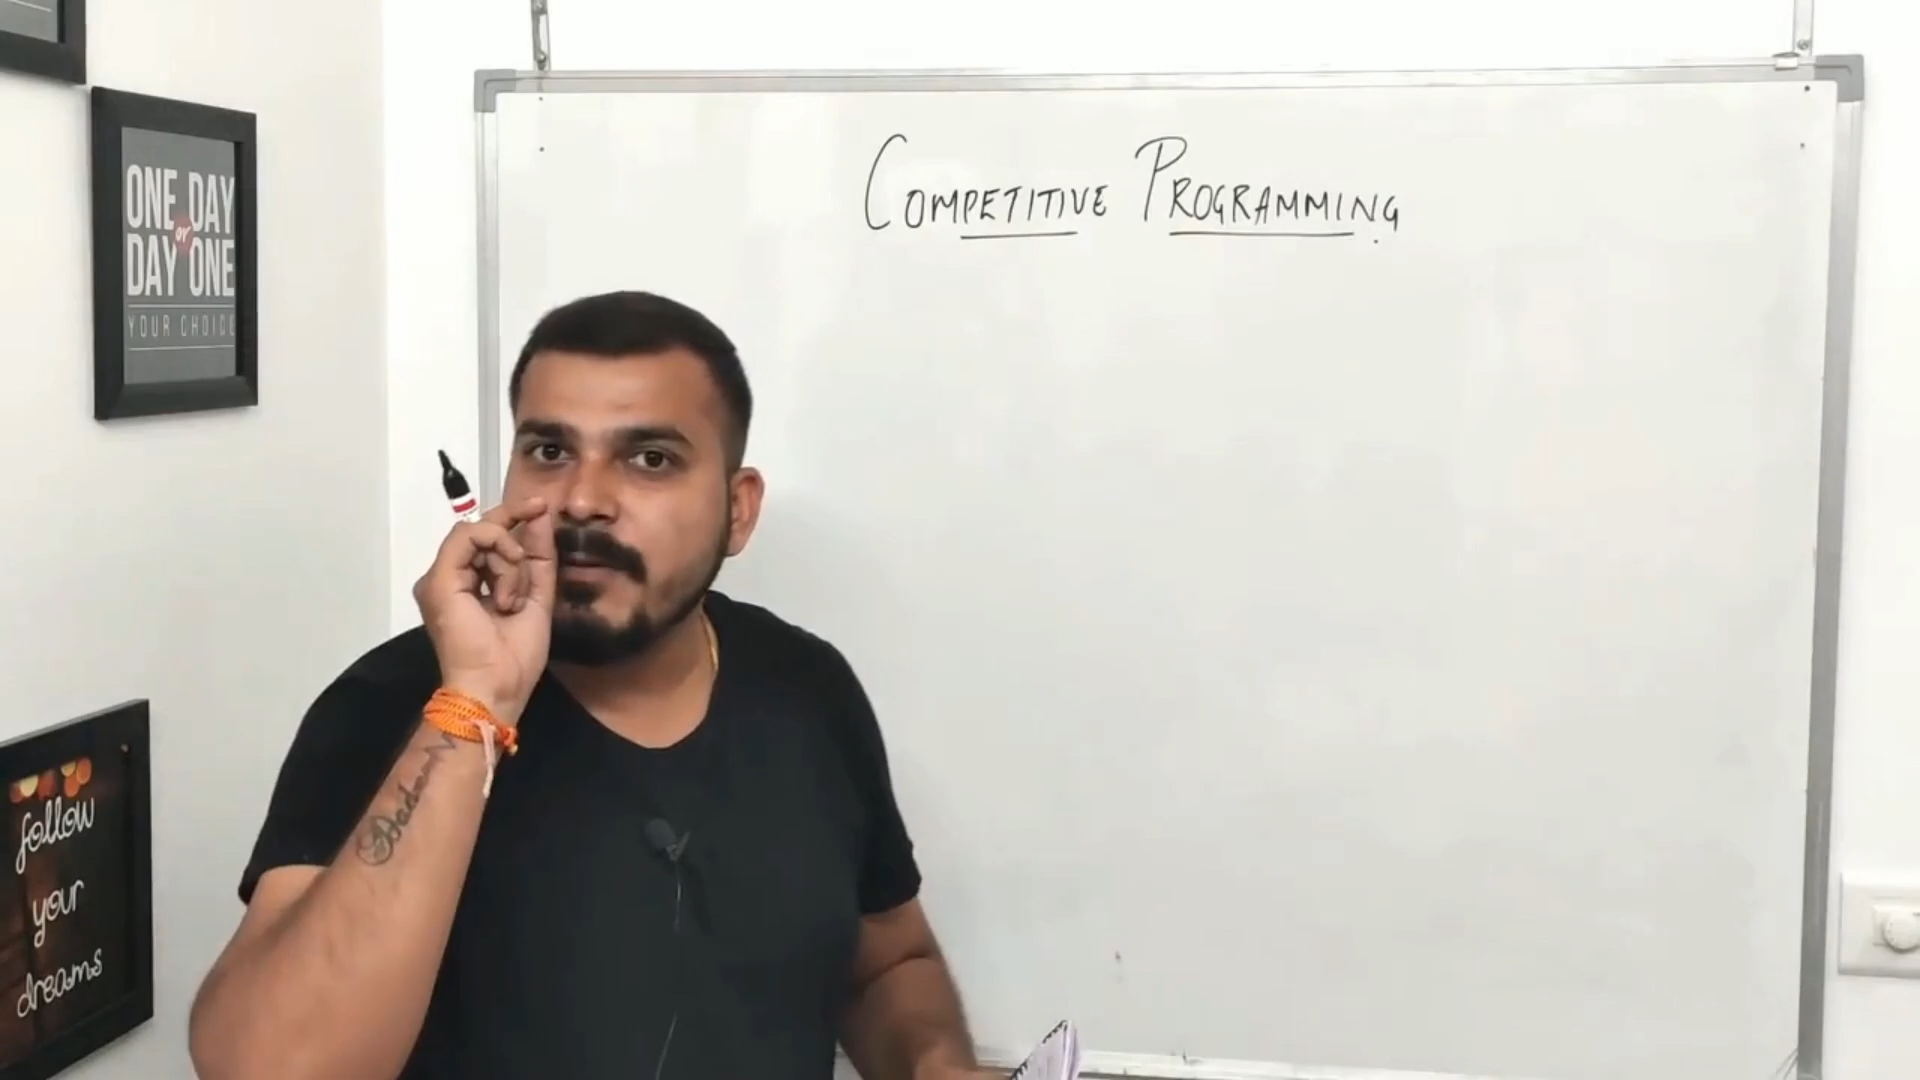 COMPETITIVE PROGRAMMING
ONE DAY
or
DAY ONE
YOUR CHOICE
follow
your
dreams